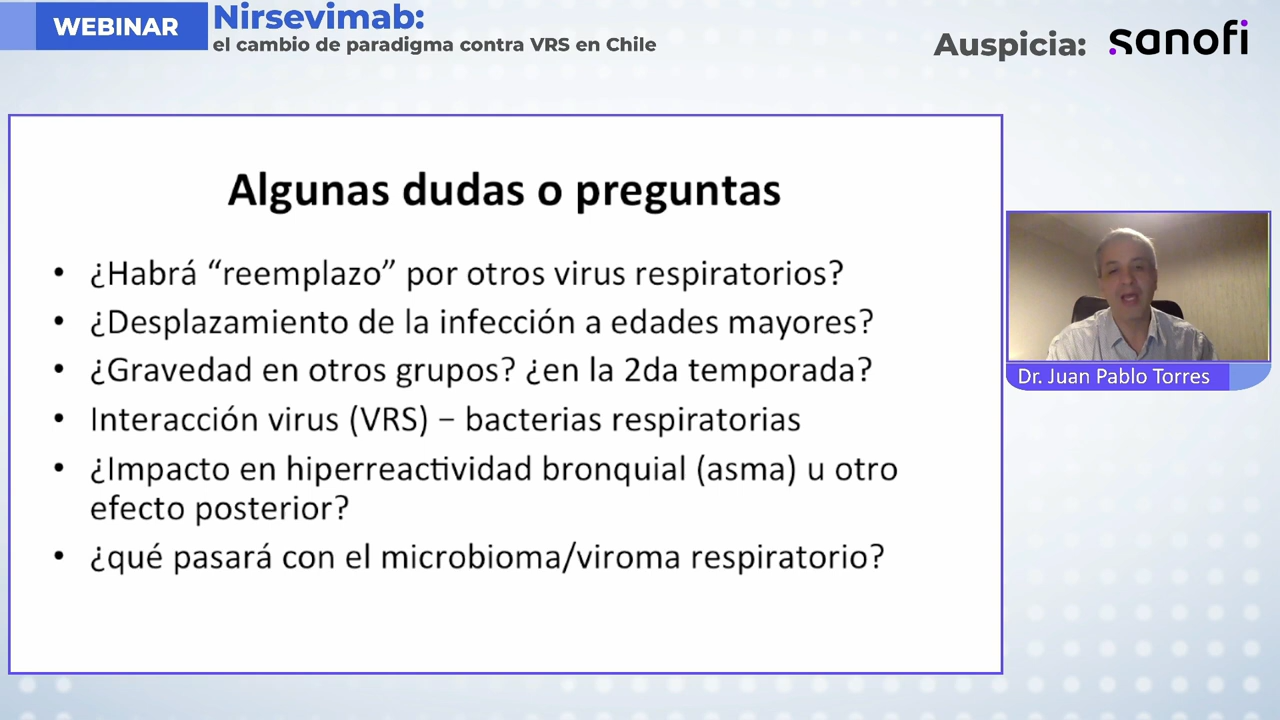 WEBINAR
Nirsevimab:
el cambio de paradigma contra VRS en Chile
Auspicia: sanofi
Algunas dudas o preguntas
• ¿Habrá “reemplazo” por otros virus respiratorios?
• ¿Desplazamiento de la infección a edades mayores?
• ¿Gravedad en otros grupos? ¿en la 2da temporada?
• Interacción virus (VRS) – bacterias respiratorias
• ¿Impacto en hiperreactividad bronquial (asma) u otro
efecto posterior?
• ¿qué pasará con el microbioma/viroma respiratorio?
Dr. Juan Pablo Torres